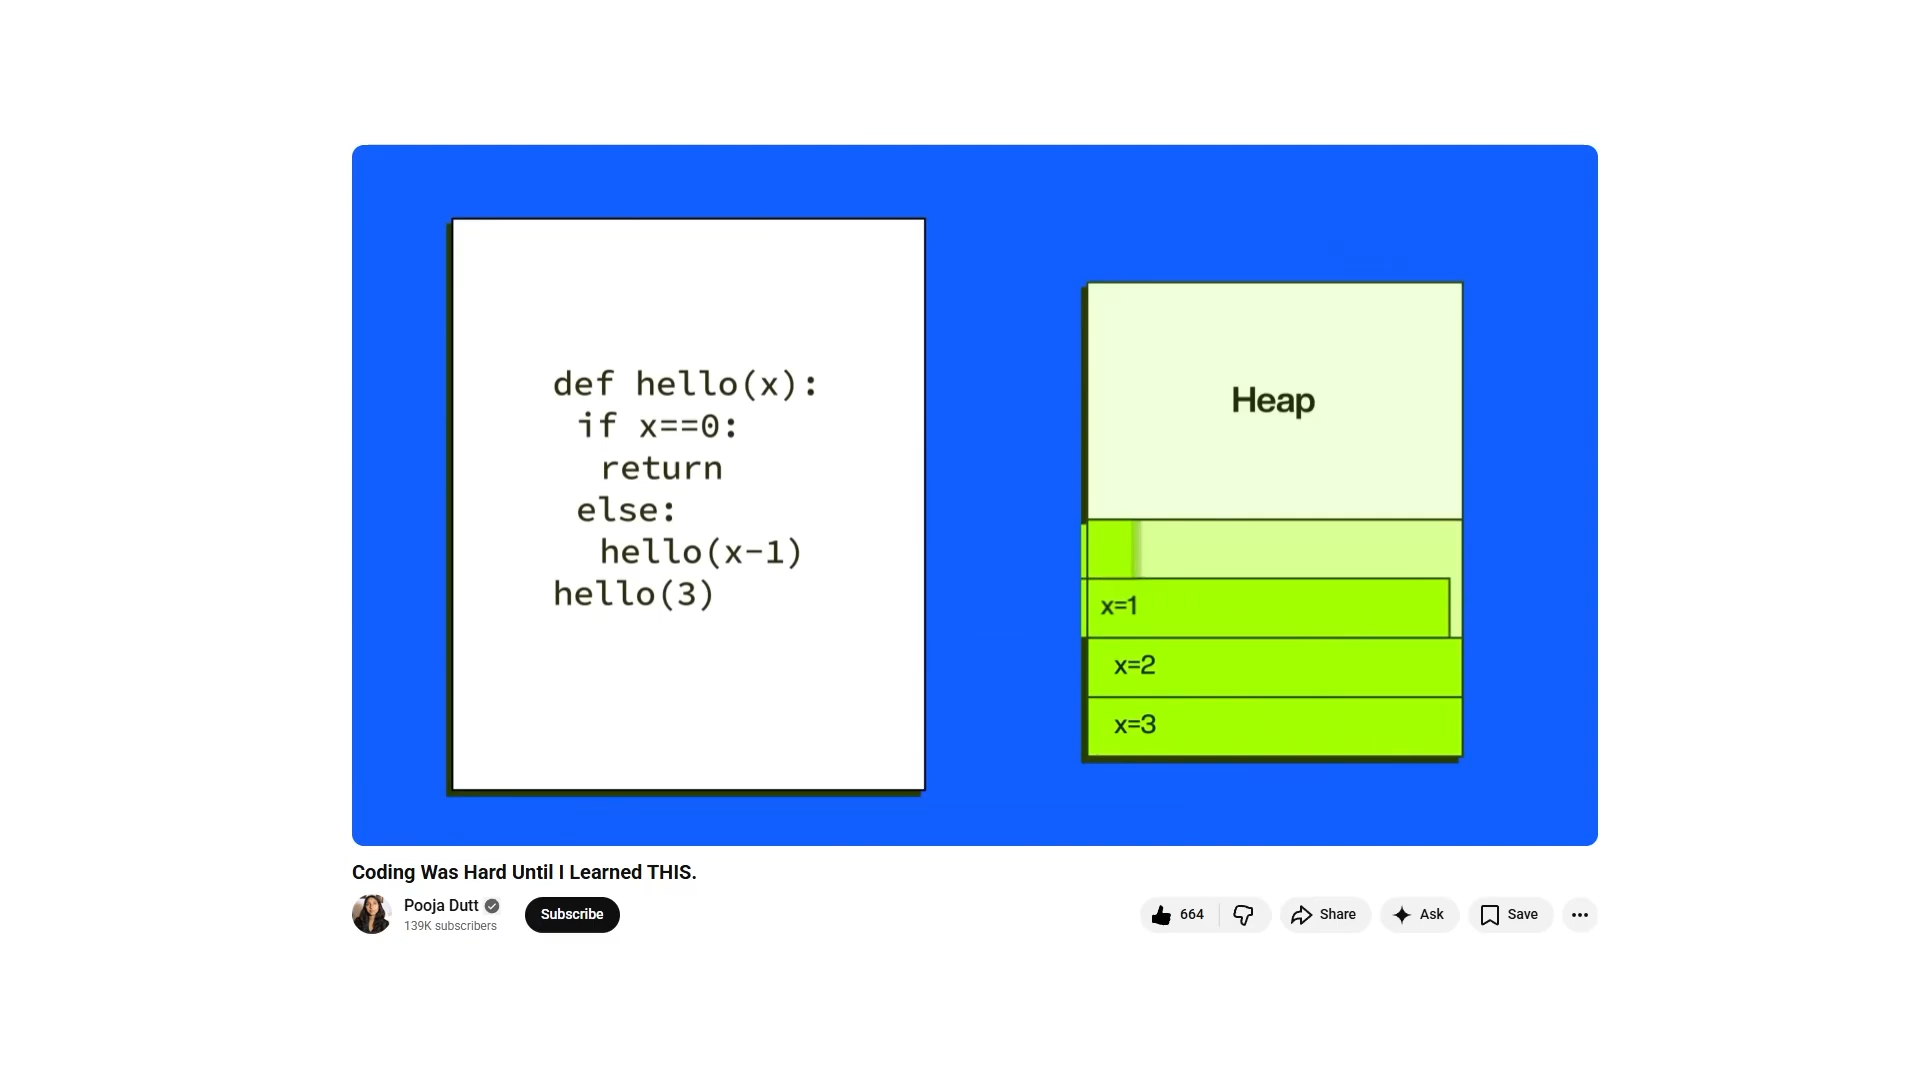 def hello(x):
if x==0:
return
else:
hello(x-1)
hello(3)
Heap
x=1
x=2
x=3
Coding Was Hard Until I Learned THIS.
Pooja Dutt
139K subscribers
Subscribe
664
Share
Ask
Save